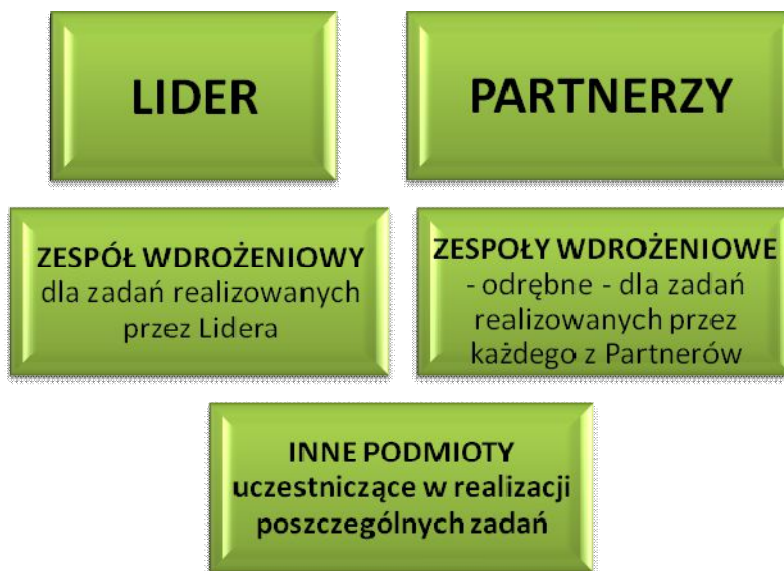 LIDER
PARTNERZY
ZESPÓŁ WDROŻENIOWY
dla zadań realizowanych
przez Lidera
ZESPOŁY WDROŻENIOWE
- odrębne - dla zadań
realizowanych przez
każdego z Partnerów
INNE PODMIOTY
uczestniczące w realizacji
poszczególnych zadań